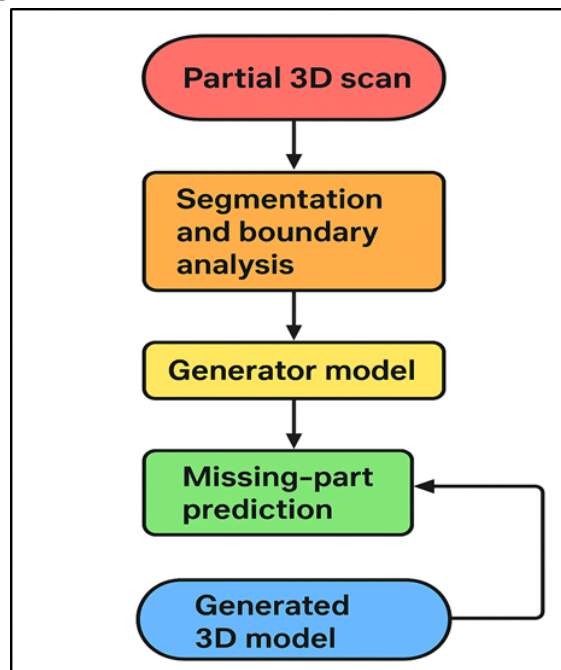 Partial 3D scan
Segmentation
and boundary
analysis
Generator model
Missing-part
prediction
Generated
3D model